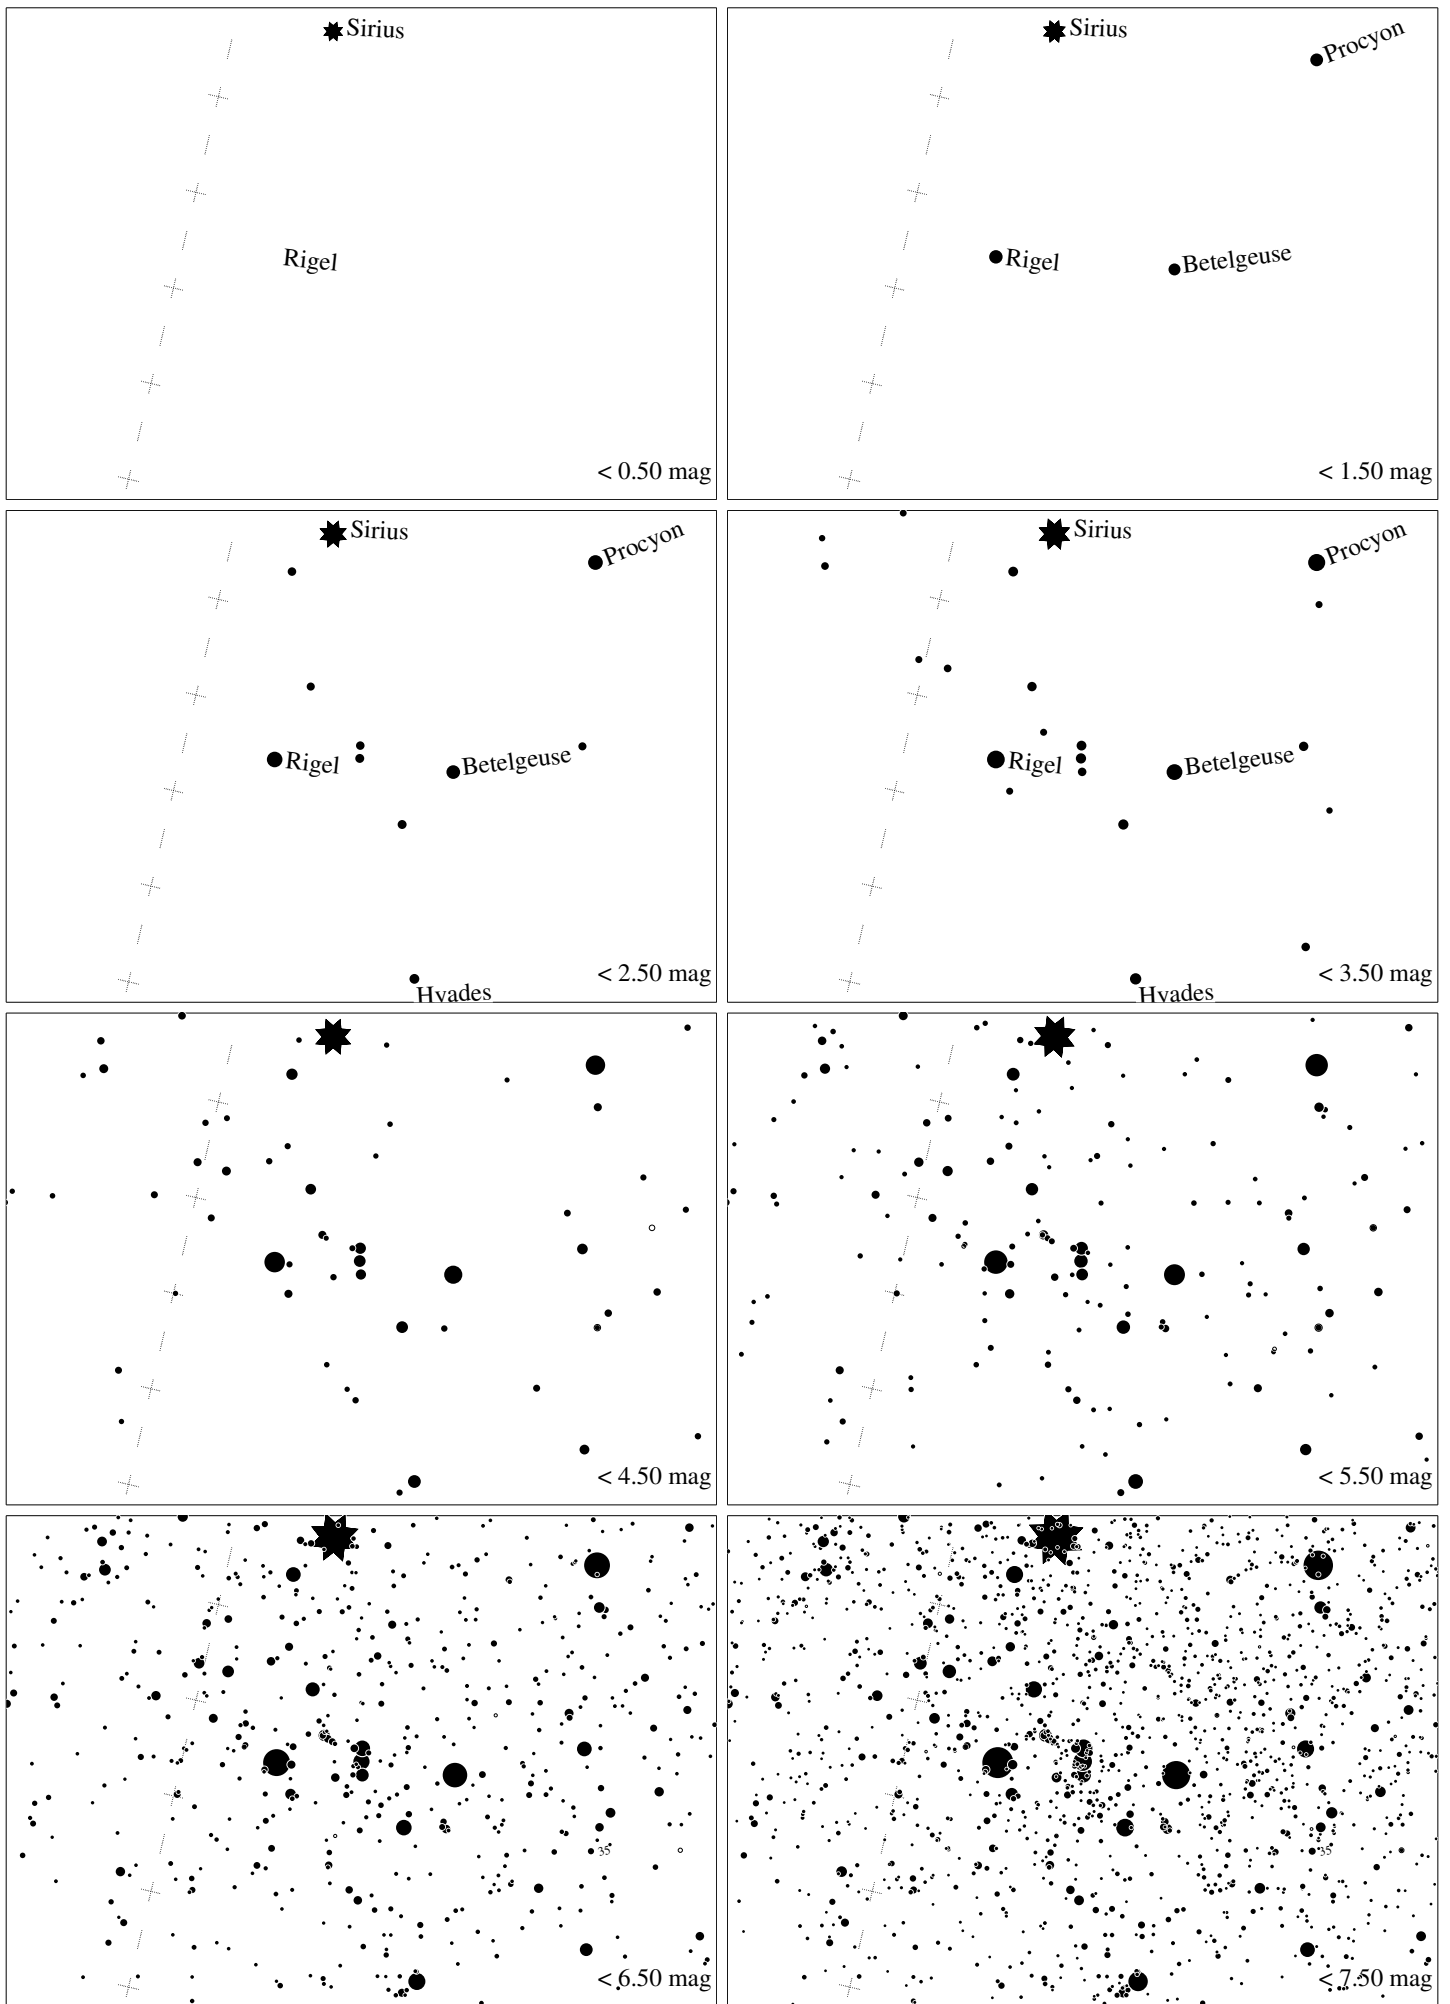 Sirius
Rigel
< 0.50 mag
Sirius
Procyon
Rigel
Betelgeuse
< 1.50 mag
Sirius
Procyon
Rigel
Betelgeuse
< 2.50 mag
Hyades
Sirius
Procyon
Rigel
Betelgeuse
< 3.50 mag
Hyades
< 4.50 mag
< 5.50 mag
35
< 6.50 mag
35
< 7.50 mag